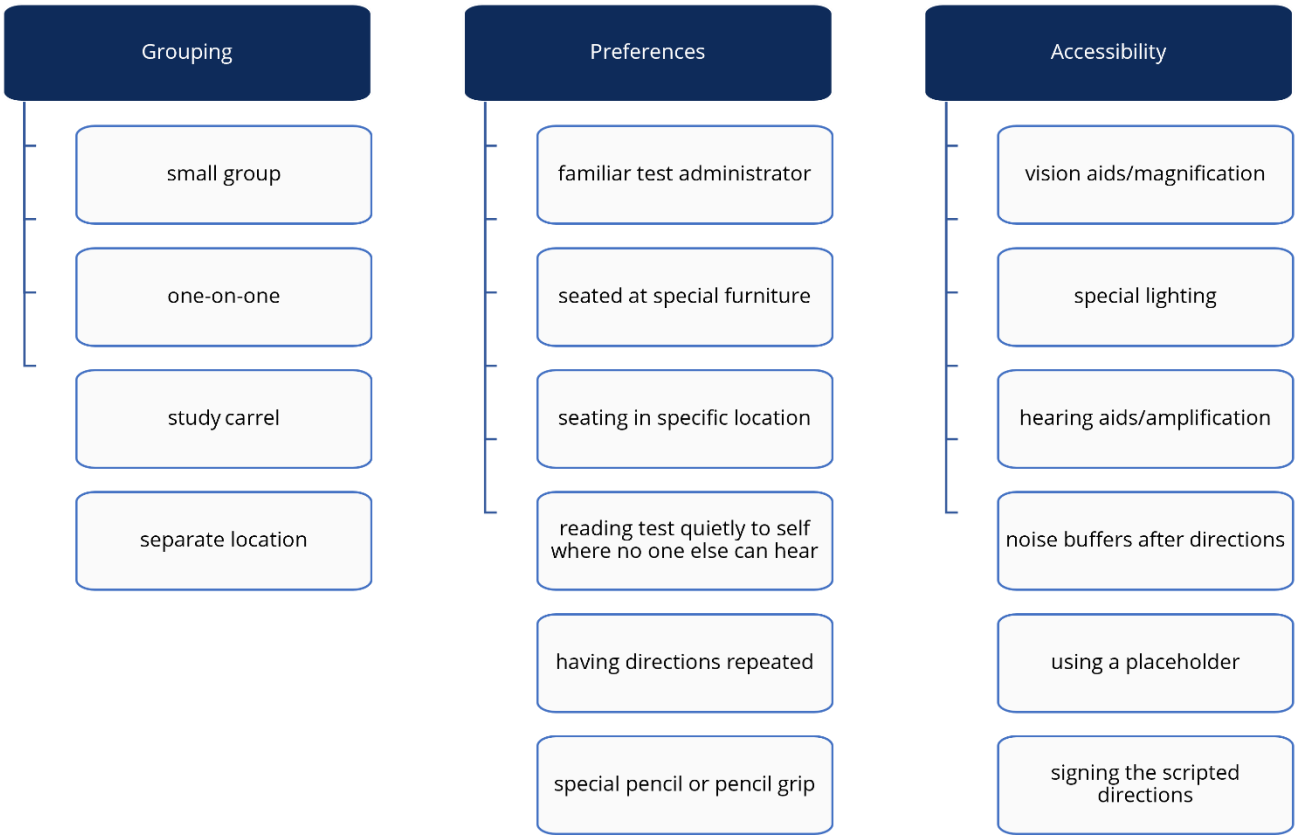 Grouping
small group
one-on-one
study carrel
separate location
Preferences
familiar test administrator
seated at special furniture
seating in specific location
reading test quietly to self
where no one else can hear
having directions repeated
special pencil or pencil grip
Accessibility
vision aids/magnification
special lighting
hearing aids/amplification
noise buffers after directions
using a placeholder
signing the scripted
directions